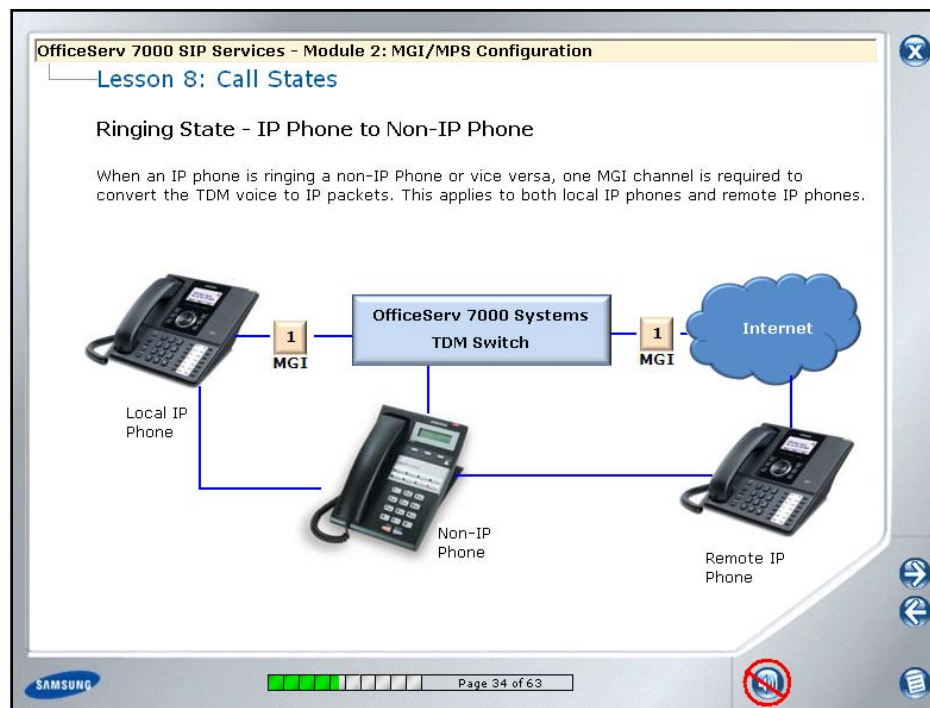 OfficeServ 7000 SIP Services - Module 2: MGI/MPS Configuration
Lesson 8: Call States
Ringing State - IP Phone to Non-IP Phone
When an IP phone is ringing a non-IP Phone or vice versa, one MGI channel is required to
convert the TDM voice to IP packets. This applies to both local IP phones and remote IP phones.
OfficeServ 7000 Systems
TDM Switch
1
MGI
1
MGI
Internet
Local IP
Phone
Non-IP
Phone
Remote IP
Phone
SAMSUNG
Page 34 of 63